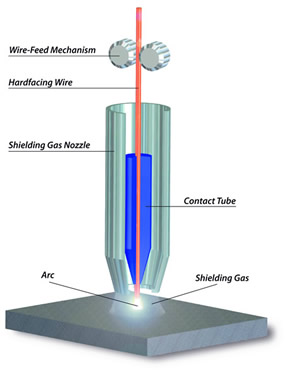 Wire-Feed Mechanism
Hardfacing Wire
Shielding Gas Nozzle
Contact Tube
Arc
Shielding Gas